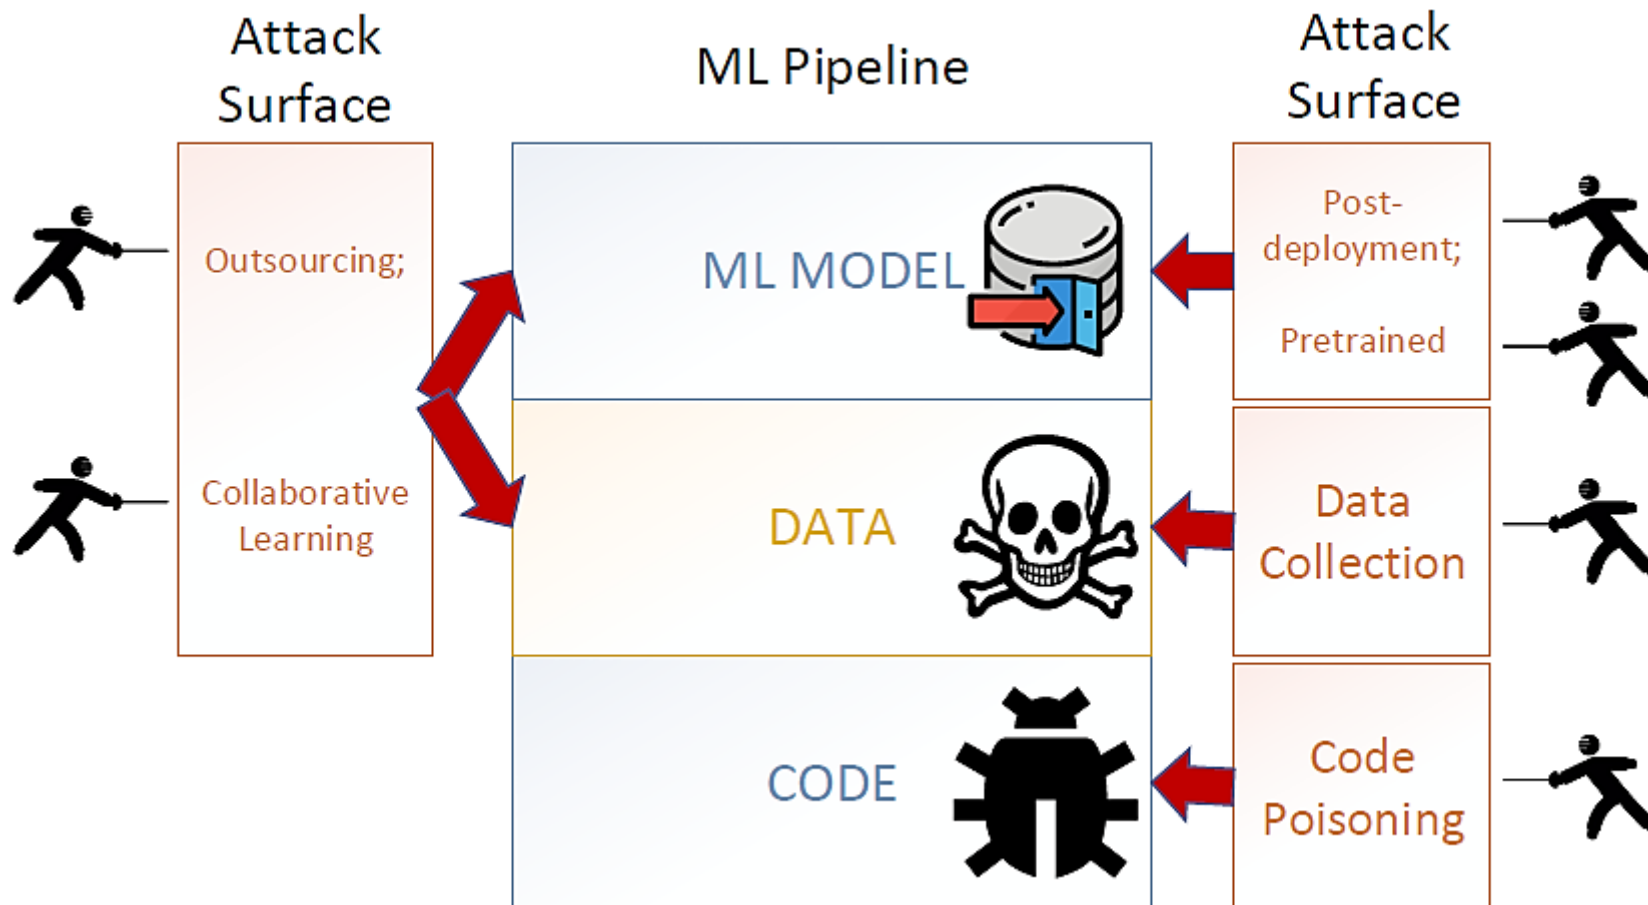 Attack
Surface
ML Pipeline
Attack
Surface
Outsourcing;
Collaborative
Learning
ML MODEL
DATA
CODE
Post-
deployment;
Pretrained
Data
Collection
Code
Poisoning